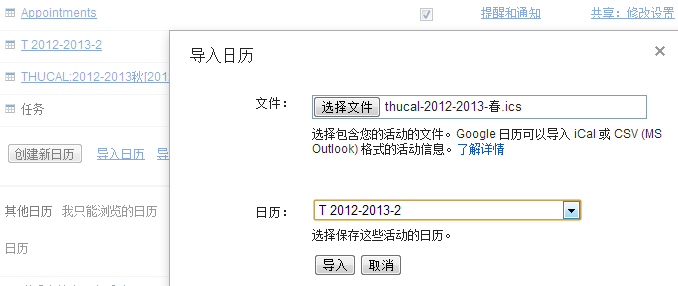 Appointments 提醒和通知 共享：修改设置
T 2012-2013-2
THUCAL:2012-2013秋[201
任务
创建新日历 导入日历 导
其他日历 我只能浏览的日历
日历
导入日历
文件：
选择文件 thucal-2012-2013-春.ics
选择包含您的活动的文件。Google 日历可以导入 iCal 或 CSV (MS
Outlook) 格式的活动信息。了解详情
日历：
T 2012-2013-2
选择保存这些活动的日历。
导入 取消